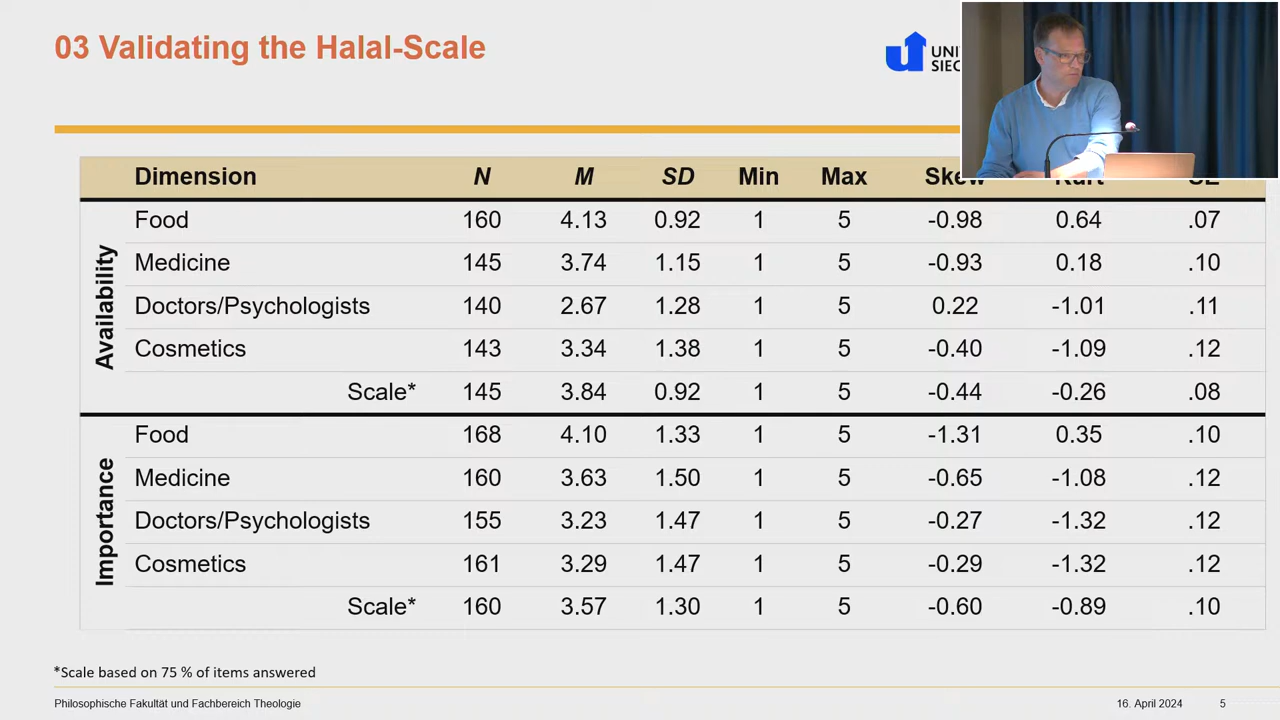 03 Validating the Halal-Scale
Dimension N M SD Min Max
Availability
Food 160 4.13 0.92 1 5 -0.98 0.64 .07
Medicine 145 3.74 1.15 1 5 -0.93 0.18 .10
Doctors/Psychologists 140 2.67 1.28 1 5 0.22 -1.01 .11
Cosmetics 143 3.34 1.38 1 5 -0.40 -1.09 .12
Scale* 145 3.84 0.92 1 5 -0.44 -0.26 .08
Importance
Food 168 4.10 1.33 1 5 -1.31 0.35 .10
Medicine 160 3.63 1.50 1 5 -0.65 -1.08 .12
Doctors/Psychologists 155 3.23 1.47 1 5 -0.27 -1.32 .12
Cosmetics 161 3.29 1.47 1 5 -0.29 -1.32 .12
Scale* 160 3.57 1.30 1 5 -0.60 -0.89 .10
*Scale based on 75 % of items answered
Philosophische Fakultät und Fachbereich Theologie 16. April 2024 5